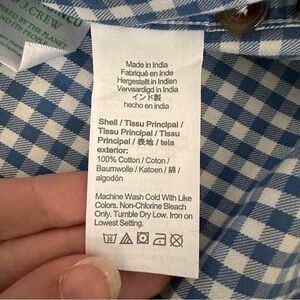 J. CREW
Made in India
Fabriqué en Inde
Hergestellt in Indien
Vervaardigd in India
インド製
hecho en india
Shell / Tissu Principal /
Tissu Principal / Tissu
Principal / 表地 / tela
exterior:
100% Cotton / Coton /
Baumwolle / Katoen / 綿 /
algodón
Machine Wash Cold With Like
Colors. Non-Chlorine Bleach
Only. Tumble Dry Low. Iron on
Lowest Setting.